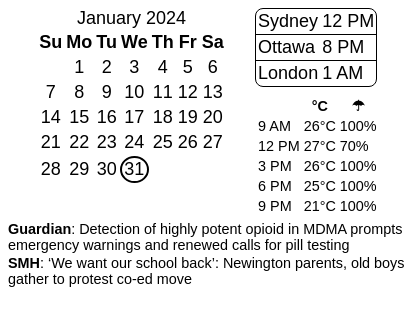 January 2024
Su Mo Tu We Th Fr Sa
1 2 3 4 5 6
7 8 9 10 11 12 13
14 15 16 17 18 19 20
21 22 23 24 25 26 27
28 29 30 31
Sydney 12 PM
Ottawa 8 PM
London 1 AM
°C ☂
9 AM 26°C 100%
12 PM 27°C 70%
3 PM 26°C 100%
6 PM 25°C 100%
9 PM 21°C 100%
Guardian: Detection of highly potent opioid in MDMA prompts
emergency warnings and renewed calls for pill testing
SMH: ‘We want our school back’: Newington parents, old boys
gather to protest co-ed move